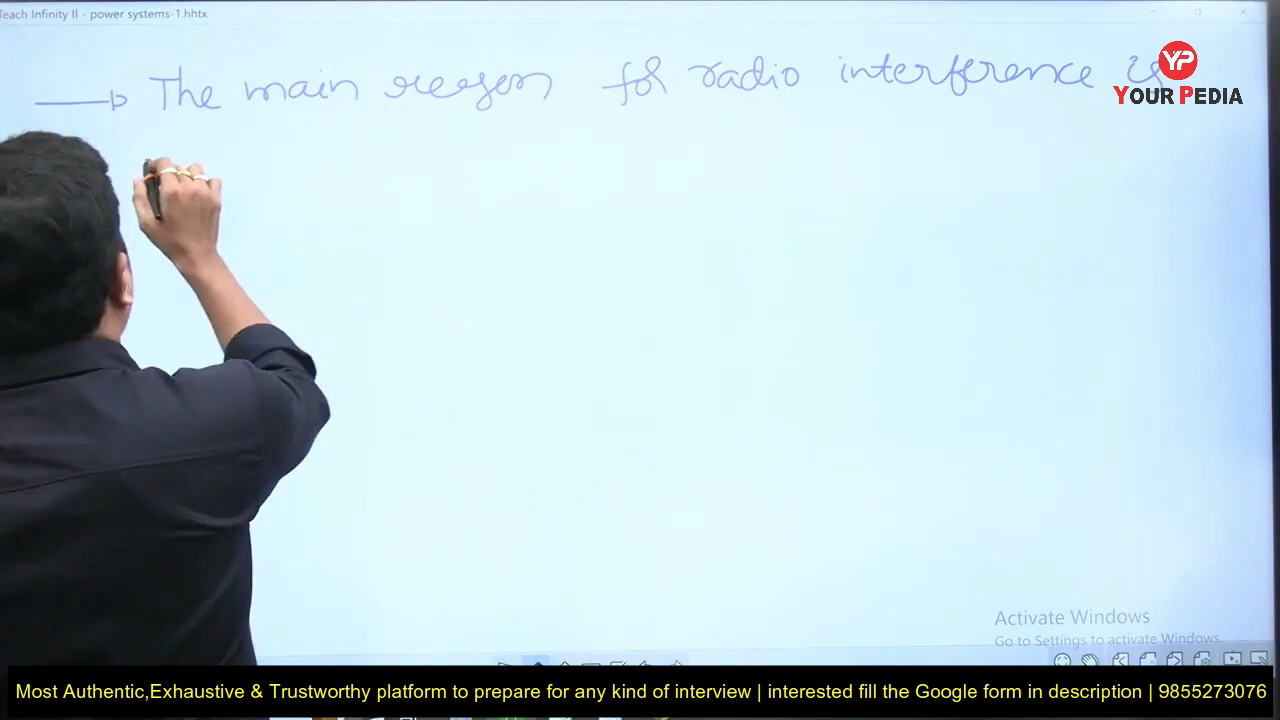 Teach Infinity II - power systems-1.hhtx
The main reason for radio interference is
YP
YOUR PEDIA
Activate Windows
Go to Settings to activate Windows.
Most Authentic,Exhaustive & Trustworthy platform to prepare for any kind of interview | interested fill the Google form in description | 9855273076